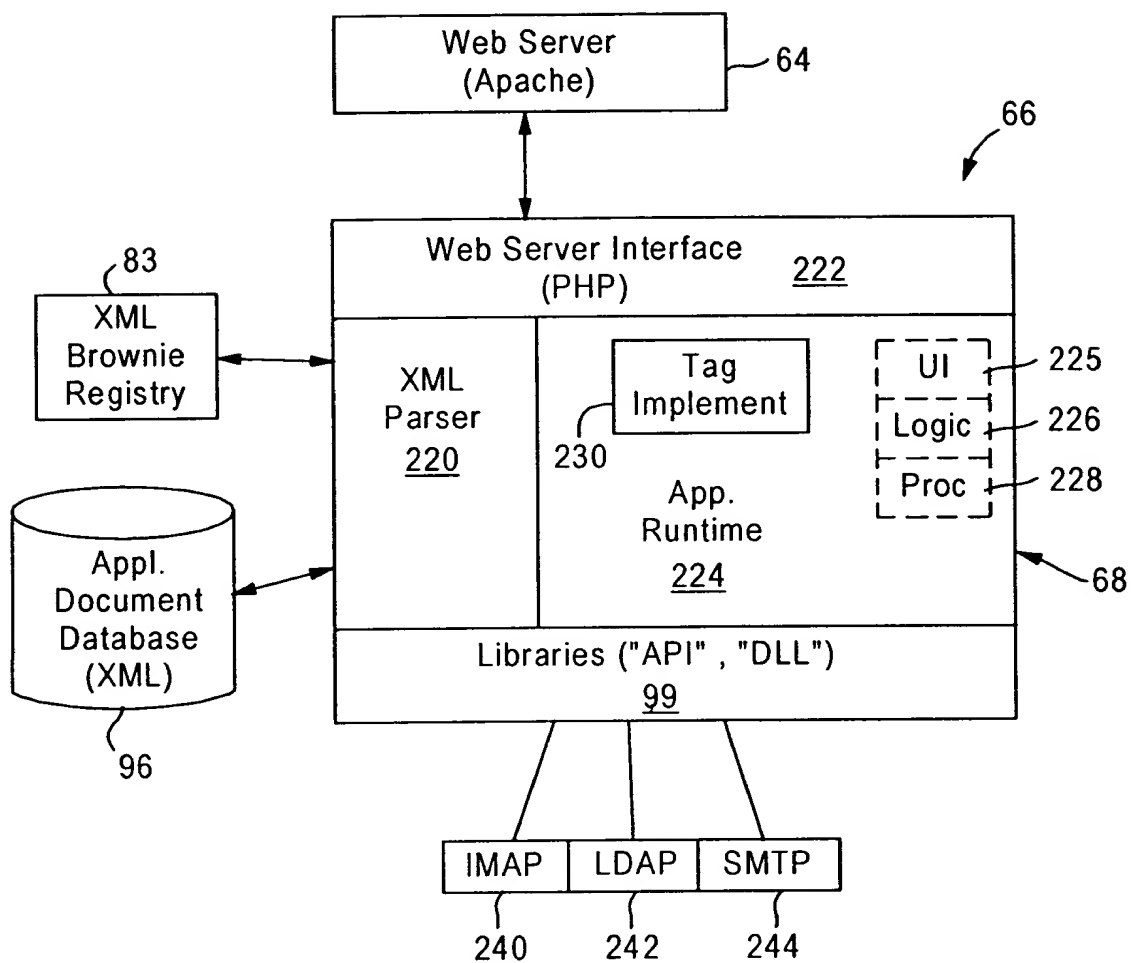 Web Server
(Apache)
64
66
Web Server Interface
(PHP)
222
83
XML
Brownie
Registry
XML
Parser
220
Tag
Implement
230
UI
225
Logic
226
Proc
228
App.
Runtime
224
68
Appl.
Document
Database
(XML)
96
Libraries ("API" , "DLL")
99
IMAP
LDAP
SMTP
240
242
244